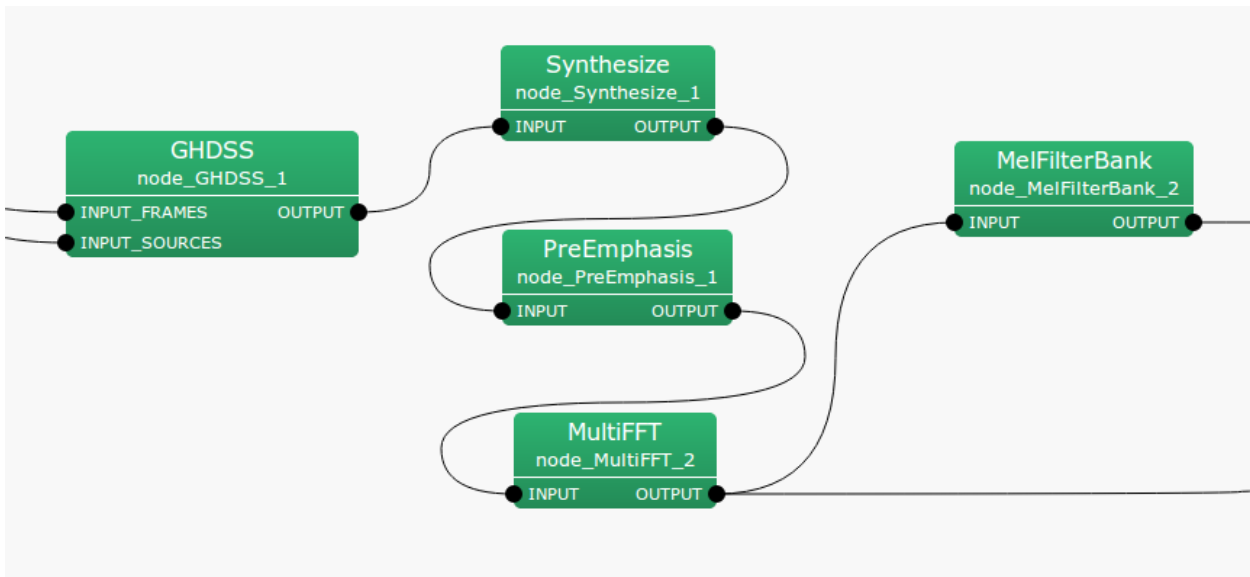 Synthesize
node_Synthesize_1
INPUT OUTPUT
GHDSS
node_GHDSS_1
INPUT_FRAMES OUTPUT
INPUT_SOURCES
MelFilterBank
node_MelFilterBank_2
INPUT OUTPUT
PreEmphasis
node_PreEmphasis_1
INPUT OUTPUT
MultiFFT
node_MultiFFT_2
INPUT OUTPUT